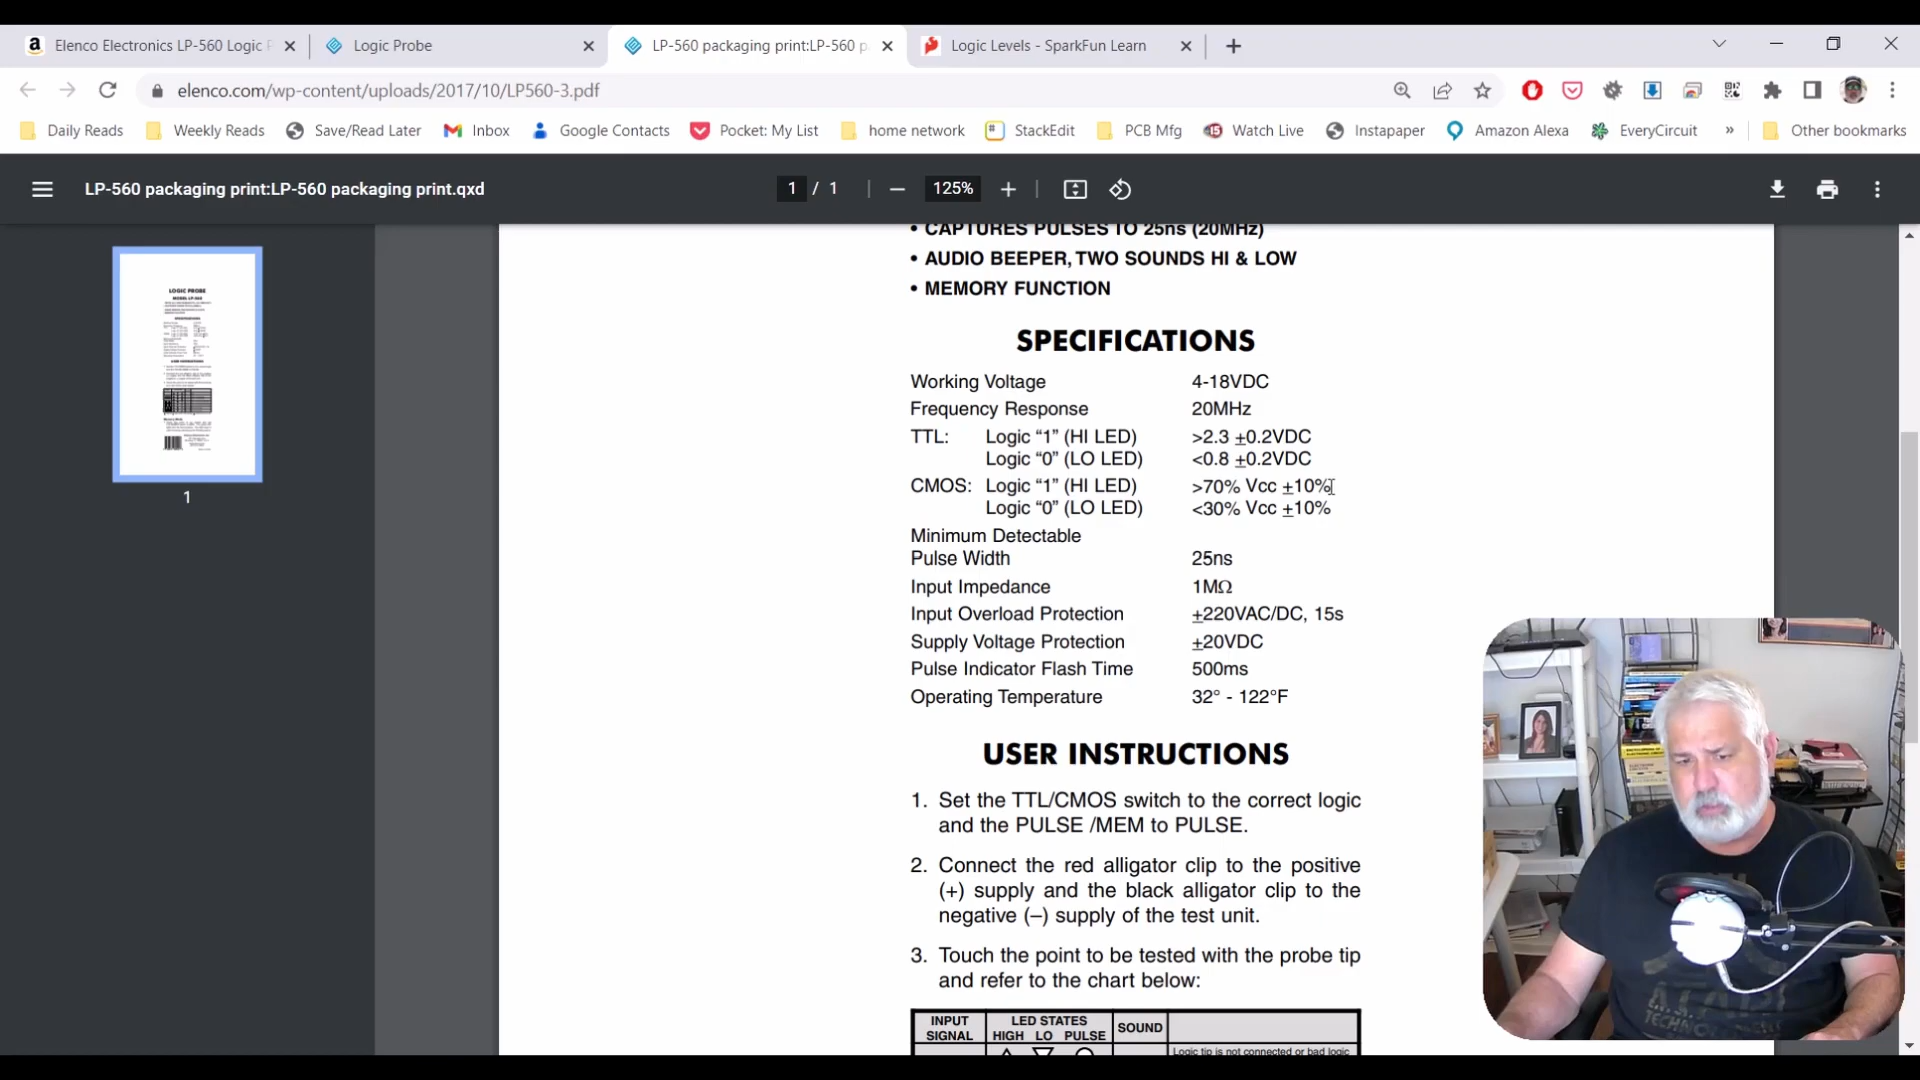 Elenco Electronics LP-560 Logic P
Logic Probe
LP-560 packaging print:LP-560 p
Logic Levels - SparkFun Learn
elenco.com/wp-content/uploads/2017/10/LP560-3.pdf
Daily Reads
Weekly Reads
Save/Read Later
Inbox
Google Contacts
Pocket: My List
home network
StackEdit
PCB Mfg
Watch Live
Instapaper
Amazon Alexa
EveryCircuit
»
Other bookmarks
LP-560 packaging print:LP-560 packaging print.qxd
1 / 1
125%
1
• CAPTURES PULSES TO 25ns (20MHz)
• AUDIO BEEPER, TWO SOUNDS HI & LOW
• MEMORY FUNCTION
SPECIFICATIONS
Working Voltage 4-18VDC
Frequency Response 20MHz
TTL: Logic “1” (HI LED) >2.3 ±0.2VDC
Logic “0” (LO LED) <0.8 ±0.2VDC
CMOS: Logic “1” (HI LED) >70% Vcc ±10%
Logic “0” (LO LED) <30% Vcc ±10%
Minimum Detectable
Pulse Width 25ns
Input Impedance 1MΩ
Input Overload Protection ±220VAC/DC, 15s
Supply Voltage Protection ±20VDC
Pulse Indicator Flash Time 500ms
Operating Temperature 32° - 122°F
USER INSTRUCTIONS
1. Set the TTL/CMOS switch to the correct logic
and the PULSE /MEM to PULSE.
2. Connect the red alligator clip to the positive
(+) supply and the black alligator clip to the
negative (–) supply of the test unit.
3. Touch the point to be tested with the probe tip
and refer to the chart below:
INPUT
SIGNAL
LED STATES
HIGH LO PULSE
SOUND
Logic tip is not connected or bad logic
ATARI